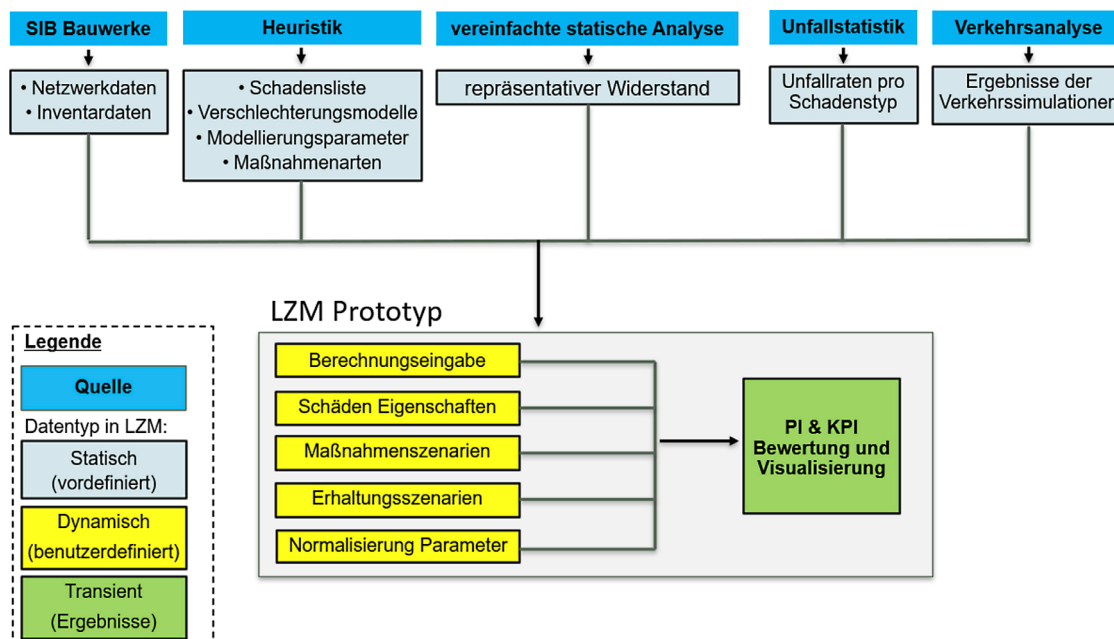 SIB Bauwerke
Heuristik
vereinfachte statische Analyse
Unfallstatistik
Verkehrsanalyse
• Netzwerkdaten
• Inventardaten
• Schadensliste
• Verschlechterungsmodelle
• Modellierungsparameter
• Maßnahmenarten
repräsentativer Widerstand
Unfallraten pro
Schadenstyp
Ergebnisse der
Verkehrssimulationen
LZM Prototyp
Berechnungseingabe
Schäden Eigenschaften
Maßnahmenszenarien
Erhaltungsszenarien
Normalisierung Parameter
PI & KPI
Bewertung und
Visualisierung
Legende
Quelle
Datentyp in LZM:
Statisch
(vordefiniert)
Dynamisch
(benutzerdefiniert)
Transient
(Ergebnisse)